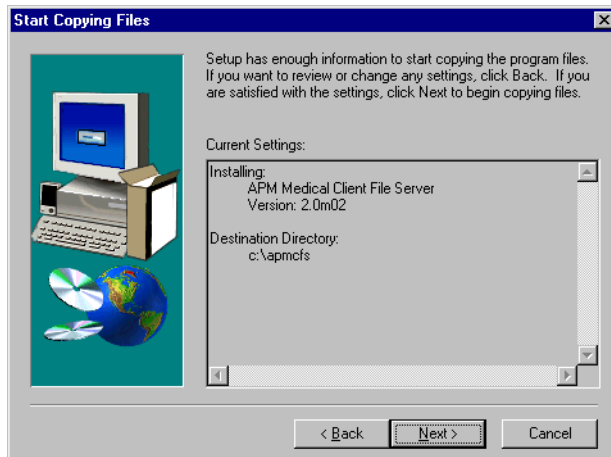 Start Copying Files
Setup has enough information to start copying the program files.
If you want to review or change any settings, click Back. If you
are satisfied with the settings, click Next to begin copying files.
Current Settings:
Installing:
APM Medical Client File Server
Version: 2.0m02
Destination Directory:
c:\apmcfs
< Back
Next >
Cancel